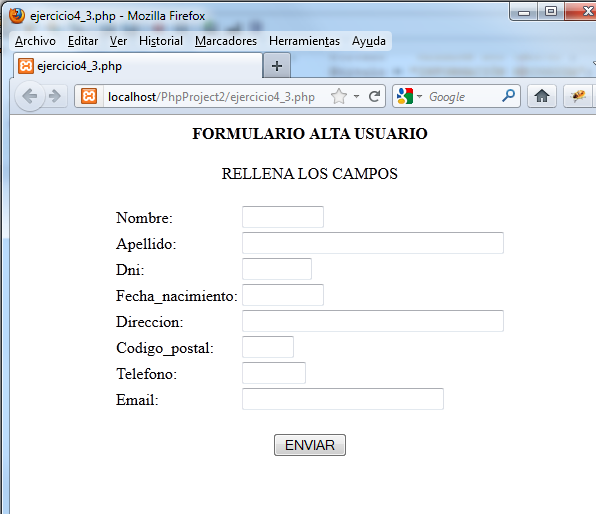 ejercicio4_3.php - Mozilla Firefox
Archivo Editar Ver Historial Marcadores Herramientas Ayuda
ejercicio4_3.php
localhost/PhpProject2/ejercicio4_3.php Google
FORMULARIO ALTA USUARIO
RELLENA LOS CAMPOS
Nombre:
Apellido:
Dni:
Fecha_nacimiento:
Direccion:
Codigo_postal:
Telefono:
Email:
ENVIAR